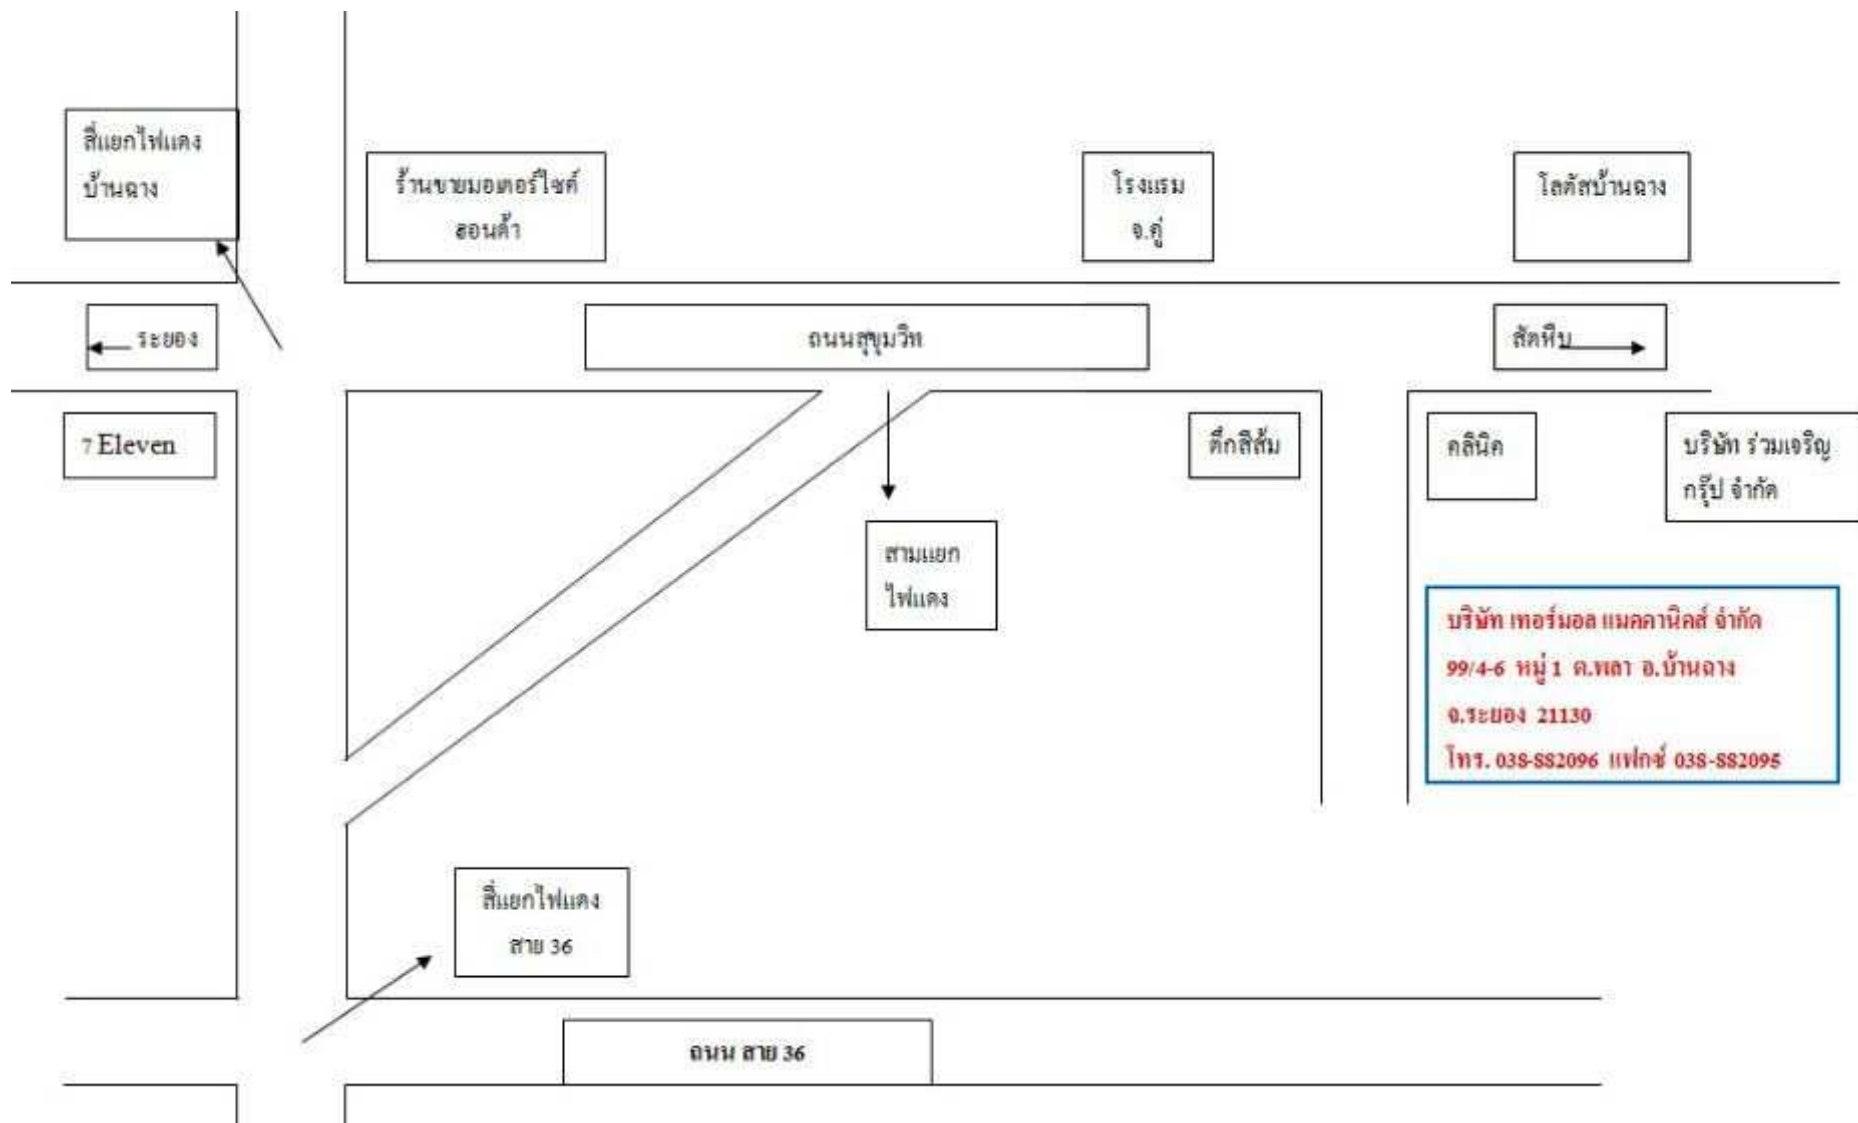 สี่แยกไฟแดง
บ้านฉาง
ร้านขายมอเตอร์ไซค์
ฮอนด้า
โรงแรม
จ.คู่
โลตัสบ้านฉาง
ระยอง
ถนนสุขุมวิท
สัตหีบ
7 Eleven
ตึกสีส้ม
คลินิค
บริษัท ร่วมเจริญ
กรุ๊ป จำกัด
สามแยก
ไฟแดง
บริษัท เทอร์มอล แมคคานิคส์ จำกัด
99/4-6 หมู่ 1 ต.พลา อ.บ้านฉาง
จ.ระยอง 21130
โทร. 038-882096 แฟกซ์ 038-882095
สี่แยกไฟแดง
สาย 36
ถนน สาย 36